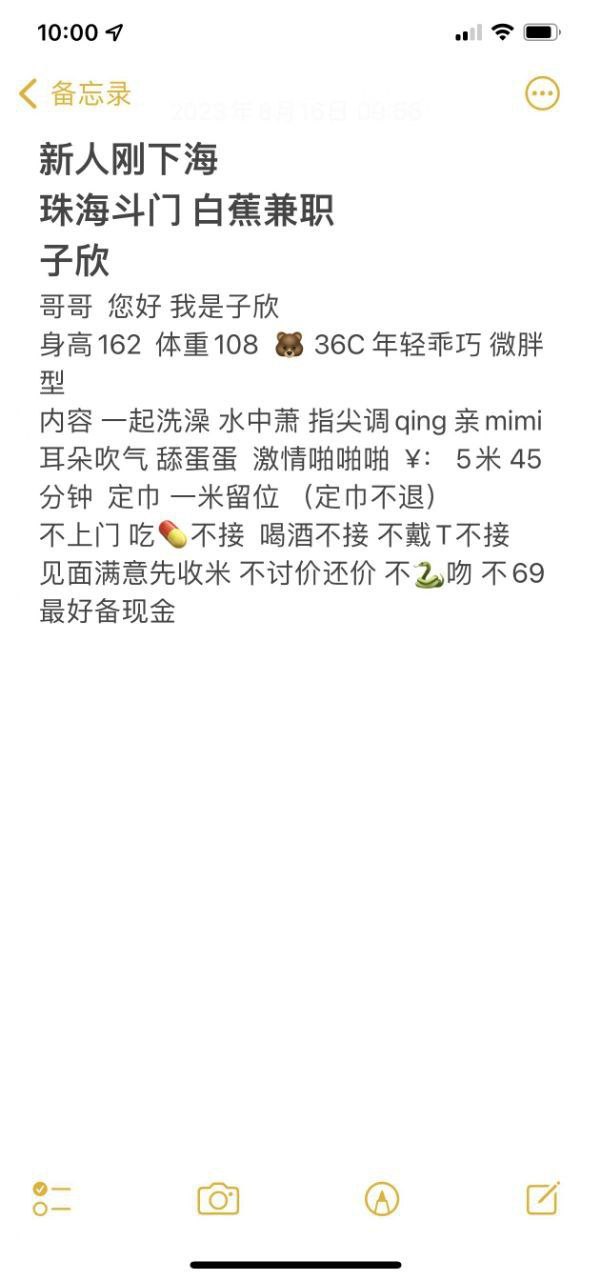 10:00
备忘录
2023年8月16日 09:56
新人刚下海
珠海斗门 白蕉兼职
子欣
哥哥 您好 我是子欣
身高162 体重108 🐻 36C 年轻乖巧 微胖
型
内容 一起洗澡 水中萧 指尖调qing 亲mimi
耳朵吹气 舔蛋蛋 激情啪啪啪 ￥： 5米 45
分钟 定巾 一米留位 （定巾不退）
不上门 吃💊不接 喝酒不接 不戴T不接
见面满意先收米 不讨价还价 不🐍吻 不69
最好备现金